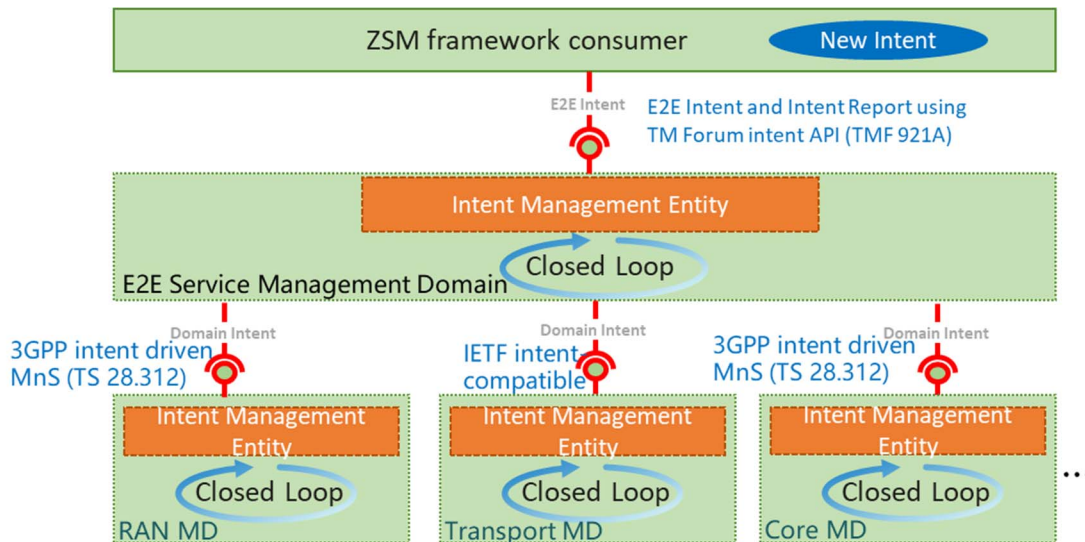 ZSM framework consumer
New Intent
E2E Intent
E2E Intent and Intent Report using
TM Forum intent API (TMF 921A)
Intent Management Entity
Closed Loop
E2E Service Management Domain
Domain Intent
3GPP intent driven
MnS (TS 28.312)
Domain Intent
IETF intent-
compatible
Domain Intent
3GPP intent driven
MnS (TS 28.312)
Intent Management
Entity
Closed Loop
RAN MD
Intent Management
Entity
Closed Loop
Transport MD
Intent Management
Entity
Closed Loop
Core MD
..